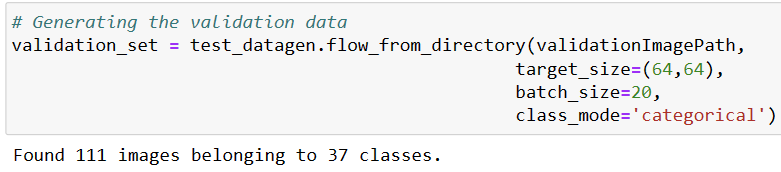 # Generating the validation data
validation_set = test_datagen.flow_from_directory(validationImagePath,
target_size=(64,64),
batch_size=20,
class_mode='categorical')
Found 111 images belonging to 37 classes.